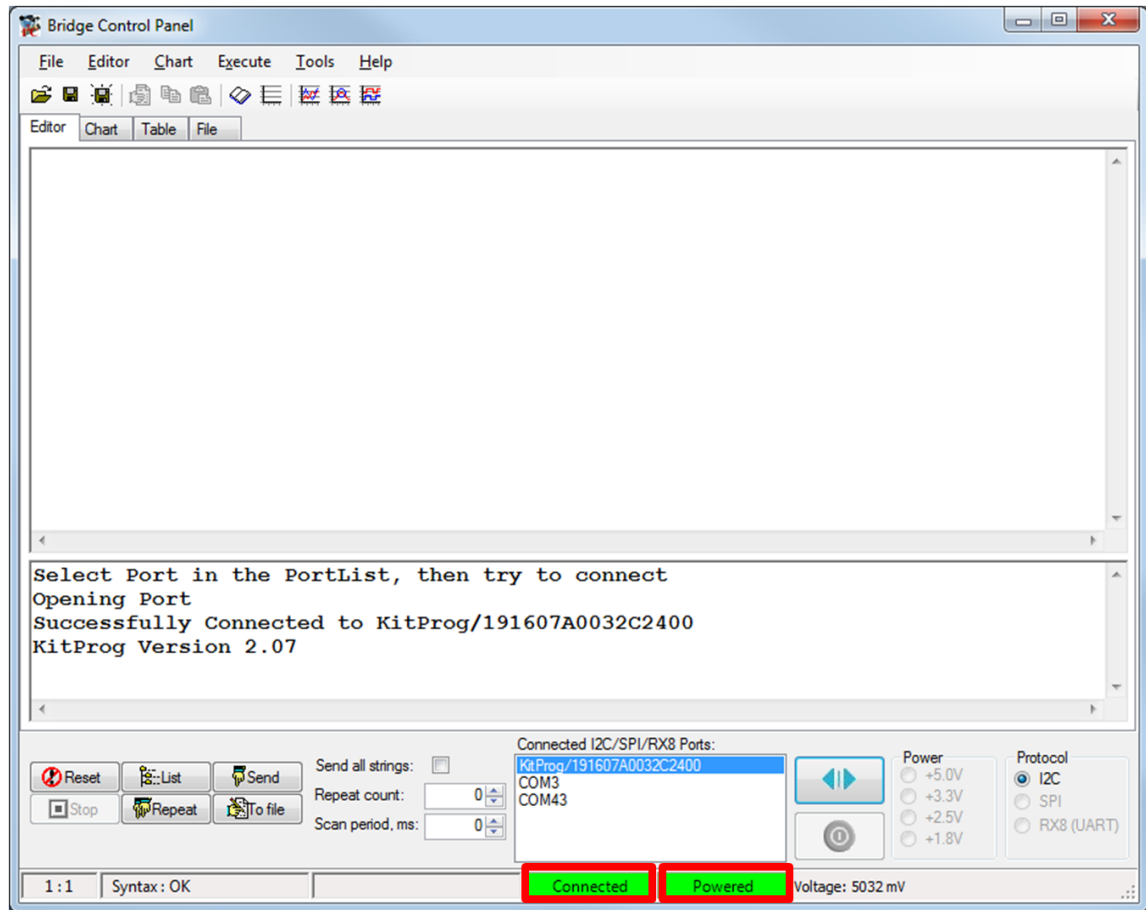 Bridge Control Panel
File Editor Chart Execute Tools Help
Editor Chart Table File
Select Port in the PortList, then try to connect
Opening Port
Successfully Connected to KitProg/191607A0032C2400
KitProg Version 2.07
Connected I2C/SPI/RX8 Ports:
Reset List Send
Stop Repeat To file
Send all strings:
Repeat count: 0
Scan period, ms: 0
KitProg/191607A0032C2400
COM3
COM43
Power
+5.0V
+3.3V
+2.5V
+1.8V
Protocol
I2C
SPI
RX8 (UART)
1:1 Syntax : OK Connected Powered Voltage: 5032 mV